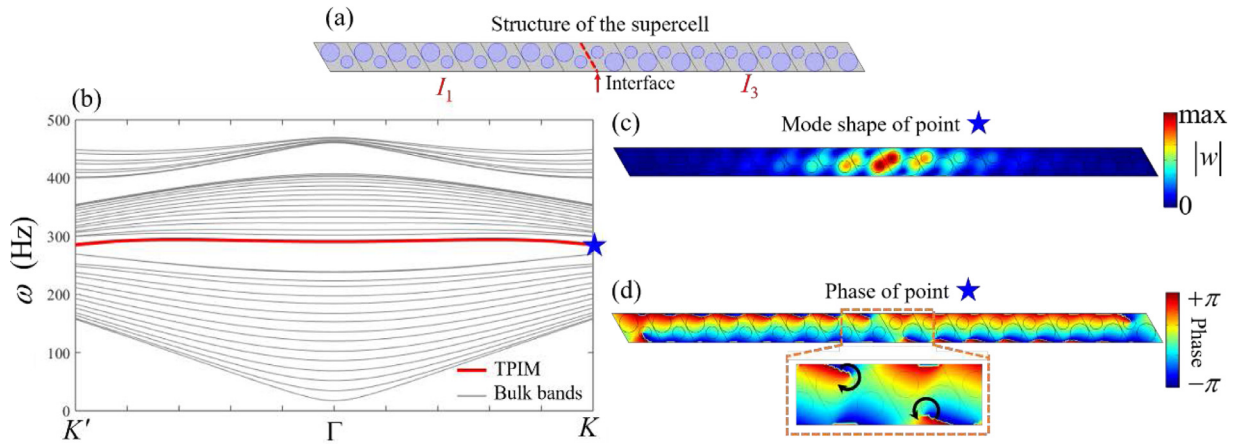 (a)
Structure of the supercell
I₁
Interface
I₃
(b)
500
400
300
200
100
0
ω (Hz)
K'
Γ
K
TPIM
Bulk bands
(c)
Mode shape of point
max
|w|
0
(d)
Phase of point
+π
Phase
−π